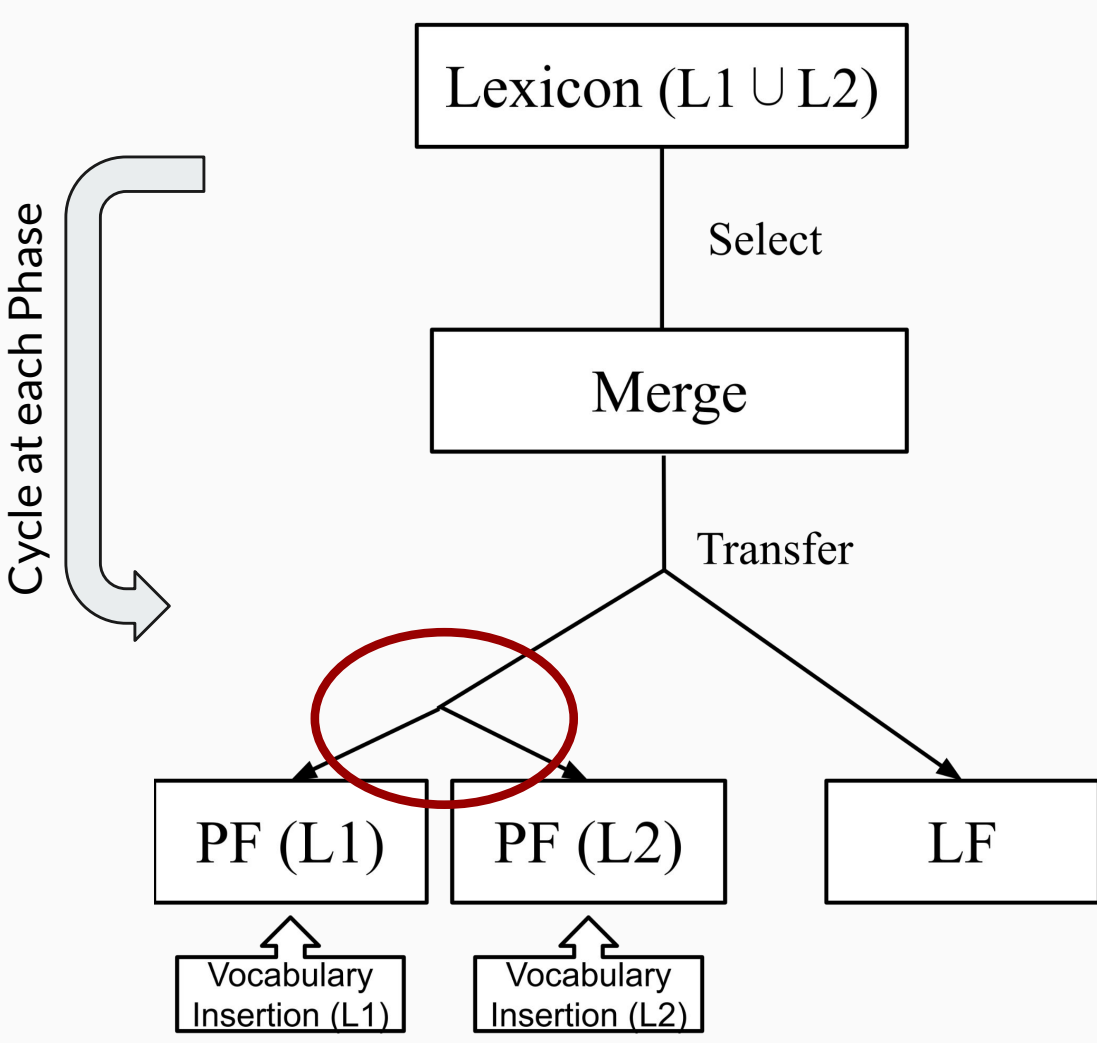 Lexicon (L1 ∪ L2)
Select
Cycle at each Phase
Merge
Transfer
PF (L1)
PF (L2)
LF
Vocabulary
Insertion (L1)
Vocabulary
Insertion (L2)